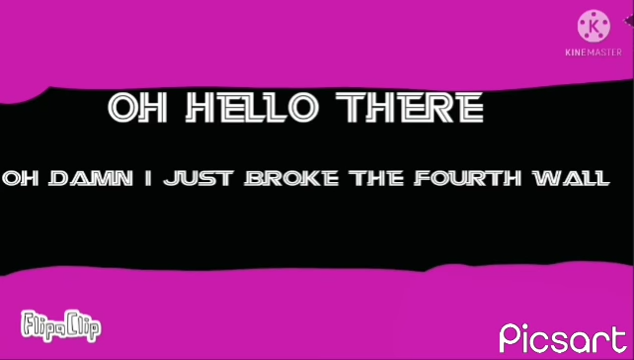 KINEMASTER
OH HELLO THERE
OH DAMN I JUST BROKE THE FOURTH WALL
FlipaClip
Picsart